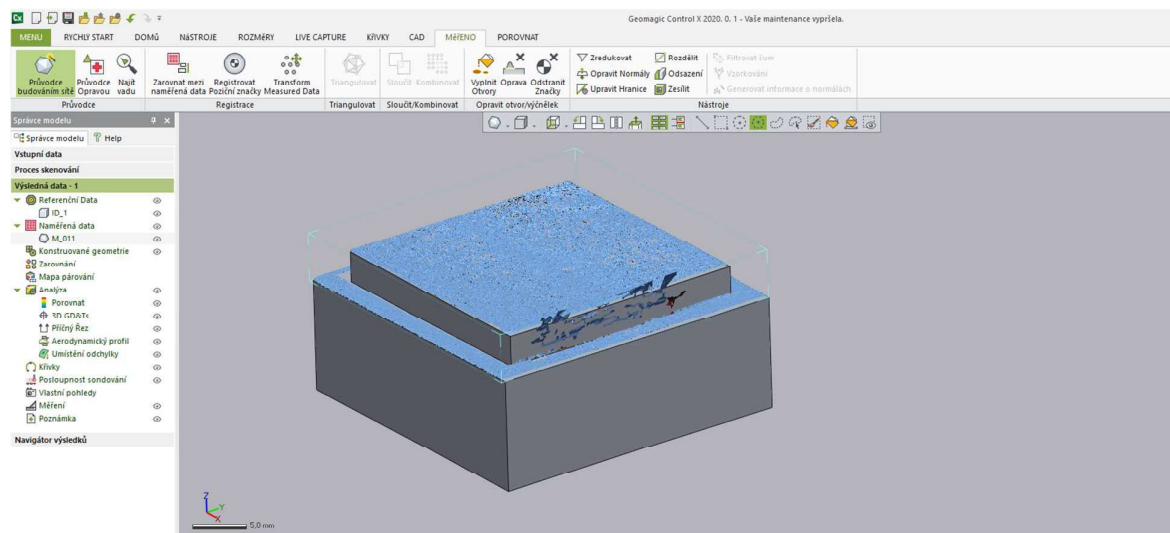 Cx
Geomagic Control X 2020. 0. 1 - Vaše maintenance vypršela.
MENU RYCHLÝ START DOMŮ NÁSTROJE ROZMĚRY LIVE CAPTURE KŘIVKY CAD MĚŘENO POROVNAT
Průvodce budováním sítě
Průvodce Opravou
Najít vadu
Zarovnat mezi naměřená data
Registrovat Poziční značky
Transform Measured Data
Triangulovat
Sloučit
Kombinovat
Vyplnit Otvory
Oprava
Odstranit Značky
Zredukovat
Opravit Normály
Upravit Hranice
Rozdělit
Odsazení
Zesílit
Filtrovat šum
Vzorkování
Generovat informace o normálách
Průvodce Registrace Triangulovat Sloučit/Kombinovat Opravit otvor/výčnělek Nástroje
Správce modelu
Správce modelu Help
Vstupní data
Proces skenování
Výsledná data - 1
Referenční Data
ID_1
Naměřená data
M_011
Konstruované geometrie
Zarovnání
Mapa párování
Analýza
Porovnat
3D GD&Ts
Příčný Řez
Aerodynamický profil
Umístění odchylky
Křivky
Posloupnost sondování
Vlastní pohledy
Měření
Poznámka
Navigátor výsledků
Z
Y
X
5,0 mm